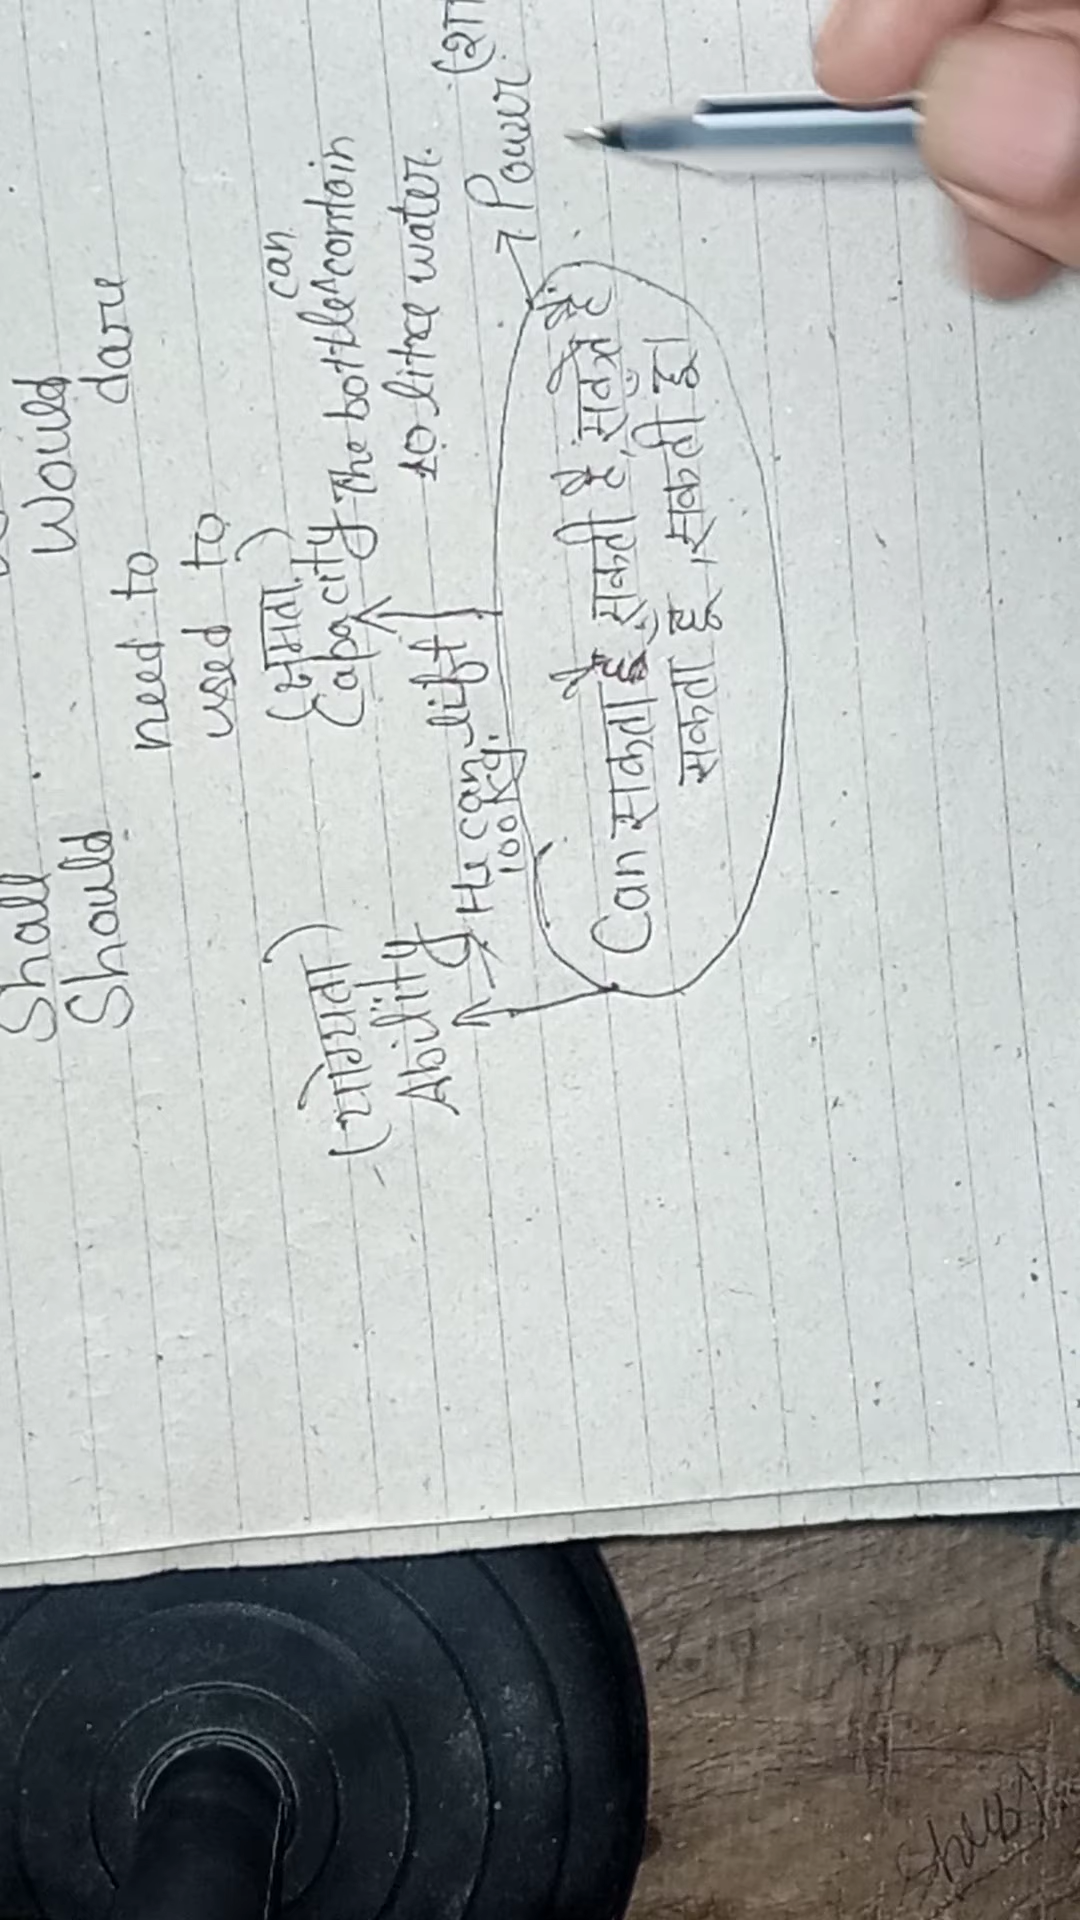 Shall
Would
Should
dare
need to
used to
(योग्यता)
Ability
He can lift
100 kg.
(क्षमता)
Capacity
can
The bottle ^ contain
10 litre water.
Power
Can सकता है, सकती है, सकते हैं
सकता हूँ, सकती हूँ।